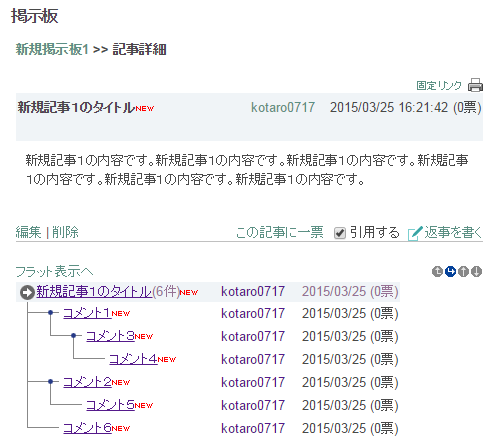 掲示板
新規掲示板1 >> 記事詳細
固定リンク
新規記事1のタイトルNEW kotaro0717 2015/03/25 16:21:42 (0票)
新規記事1の内容です。新規記事1の内容です。新規記事1の内容です。新規記事
1の内容です。新規記事1の内容です。新規記事1の内容です。
編集 | 削除 この記事に一票 引用する 返事を書く
フラット表示へ
新規記事1のタイトル(6件)NEW kotaro0717 2015/03/25 (0票)
コメント1NEW kotaro0717 2015/03/25 (0票)
コメント3NEW kotaro0717 2015/03/25 (0票)
コメント4NEW kotaro0717 2015/03/25 (0票)
コメント2NEW kotaro0717 2015/03/25 (0票)
コメント5NEW kotaro0717 2015/03/25 (0票)
コメント6NEW kotaro0717 2015/03/25 (0票)